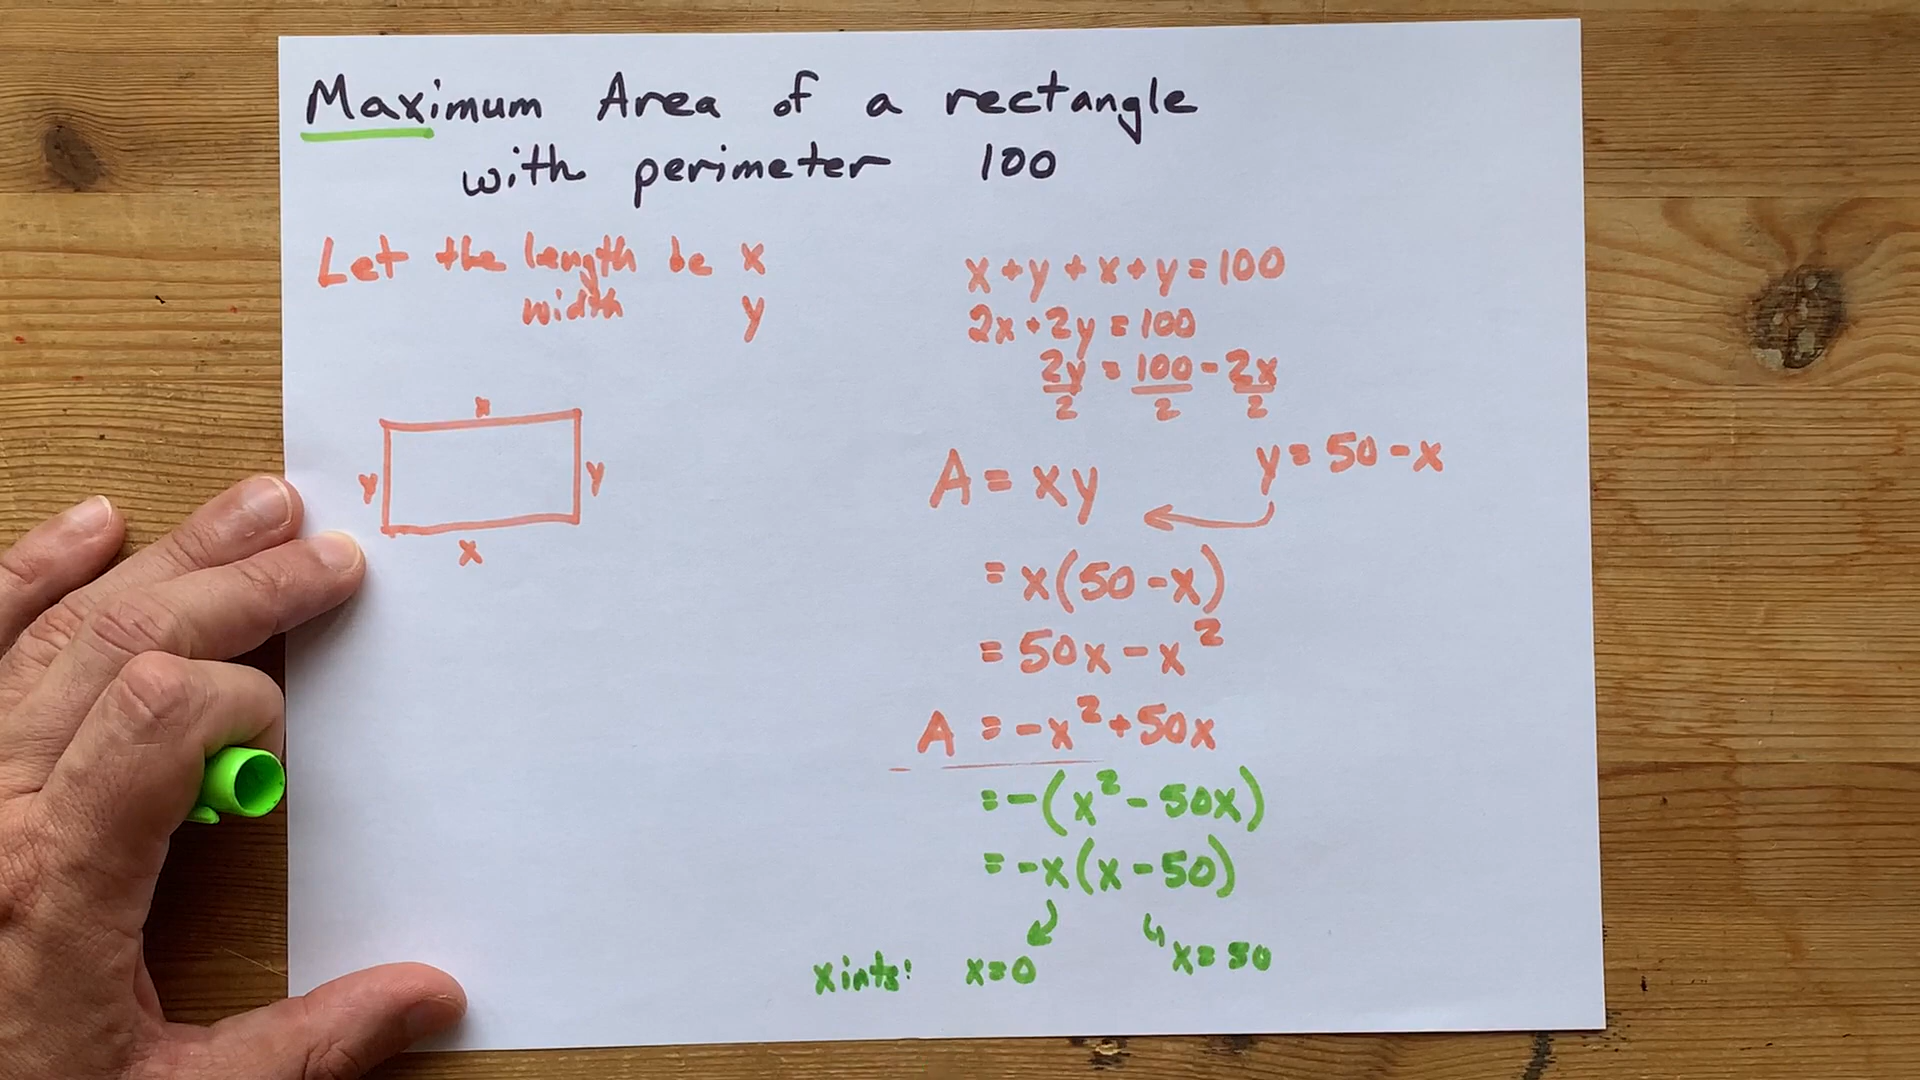 Maximum Area of a rectangle
with perimeter 100
Let the length be x
width y
x
y y
x
x + y + x + y = 100
2x + 2y = 100
2y/2 = 100/2 - 2x/2
y = 50 - x
A = xy
= x(50 - x)
= 50x - x²
A = -x² + 50x
= -(x² - 50x)
= -x(x - 50)
x ints: x = 0 x = 50